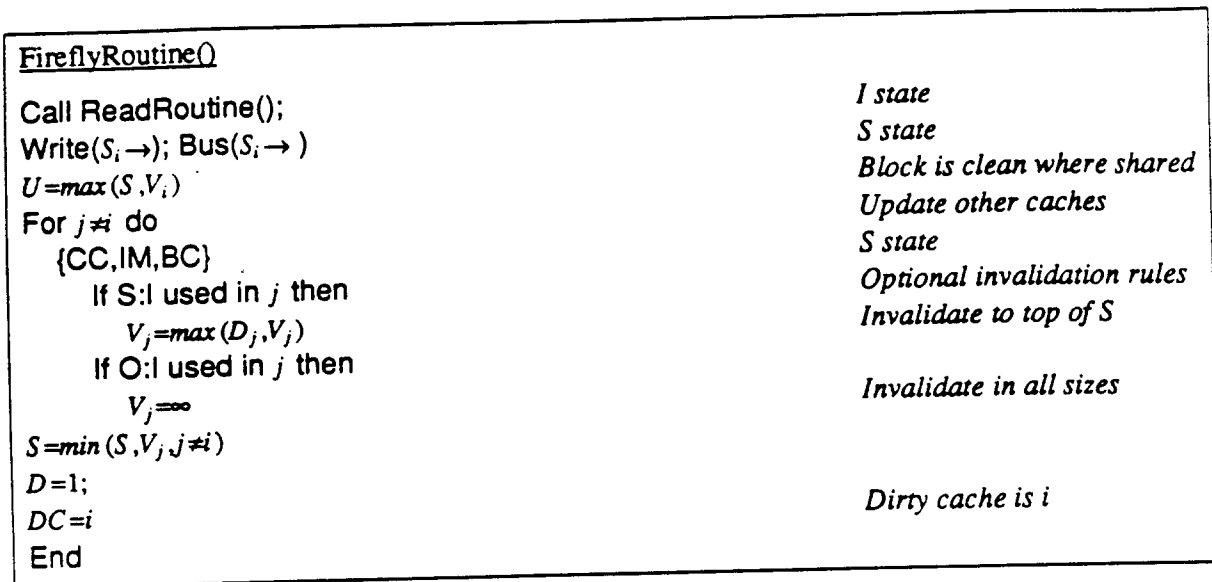 FireflyRoutine()
Call ReadRoutine(); I state
Write(Sᵢ→); Bus(Sᵢ→ ) S state
U=max(S,Vᵢ) Block is clean where shared
For j≠i do Update other caches
{CC,IM,BC} S state
If S:I used in j then Optional invalidation rules
Vⱼ=max(Dⱼ,Vⱼ) Invalidate to top of S
If O:I used in j then
Vⱼ=∞ Invalidate in all sizes
S=min(S,Vⱼ,j≠i)
D=1;
DC=i Dirty cache is i
End